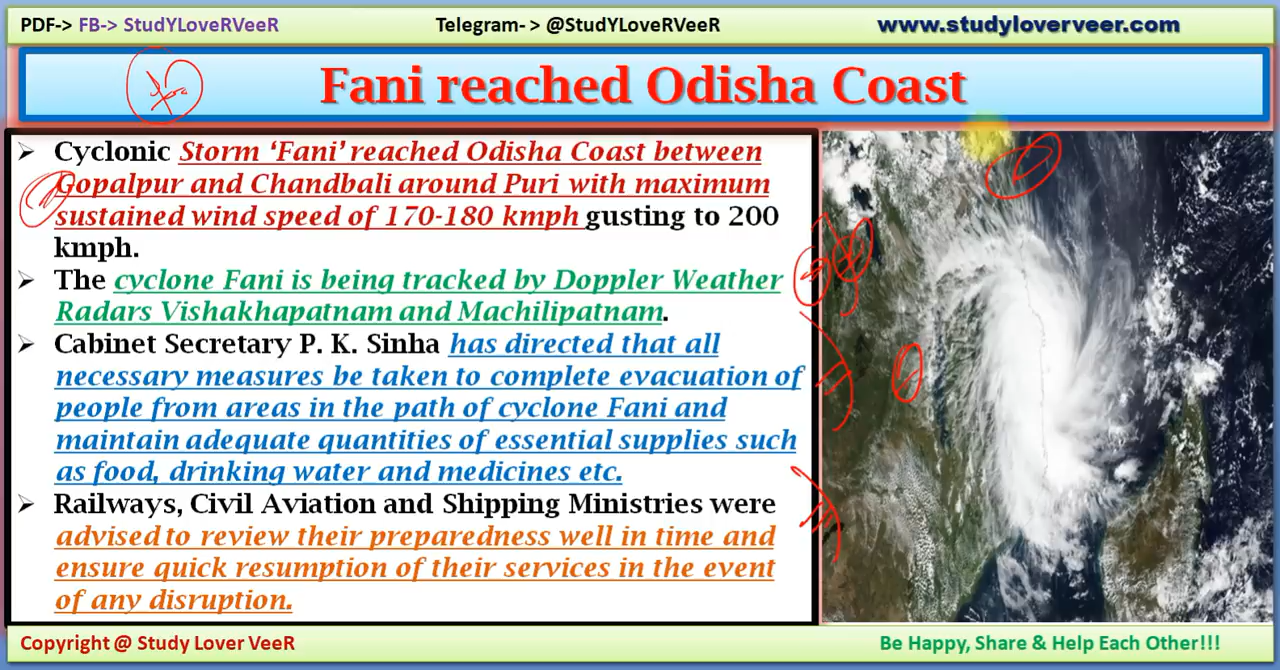 PDF-> FB-> StudYLoveRVeeR Telegram- > @StudYLoveRVeeR www.studyloverveer.com
Fani reached Odisha Coast
➢ Cyclonic Storm ‘Fani’ reached Odisha Coast between
Gopalpur and Chandbali around Puri with maximum
sustained wind speed of 170-180 kmph gusting to 200
kmph.
➢ The cyclone Fani is being tracked by Doppler Weather
Radars Vishakhapatnam and Machilipatnam.
➢ Cabinet Secretary P. K. Sinha has directed that all
necessary measures be taken to complete evacuation of
people from areas in the path of cyclone Fani and
maintain adequate quantities of essential supplies such
as food, drinking water and medicines etc.
➢ Railways, Civil Aviation and Shipping Ministries were
advised to review their preparedness well in time and
ensure quick resumption of their services in the event
of any disruption.
Copyright @ Study Lover VeeR Be Happy, Share & Help Each Other!!!